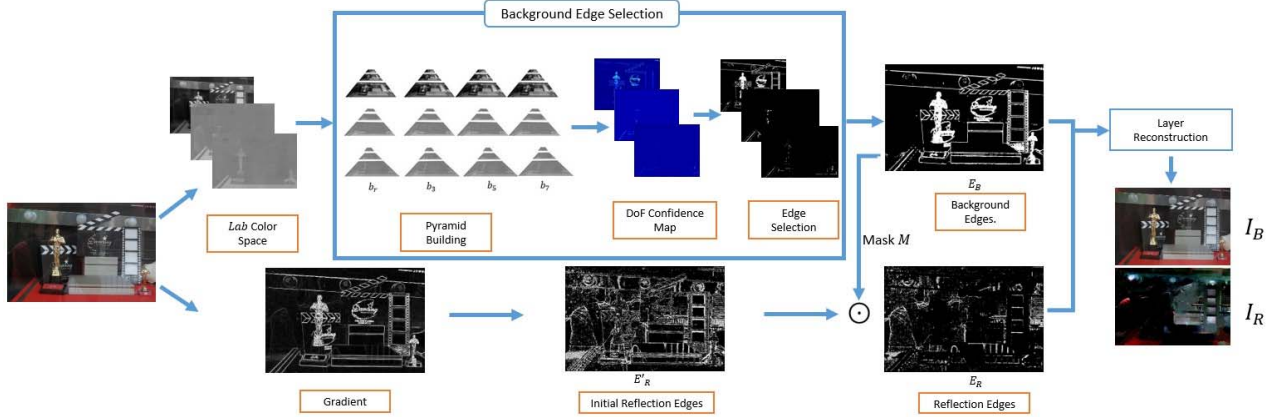 Background Edge Selection
b_r
b_3
b_5
b_7
Lab Color
Space
Pyramid
Building
DoF Confidence
Map
Edge
Selection
E_B
Background
Edges.
Layer
Reconstruction
I_B
I_R
Mask M
Gradient
E'_R
Initial Reflection Edges
E_R
Reflection Edges